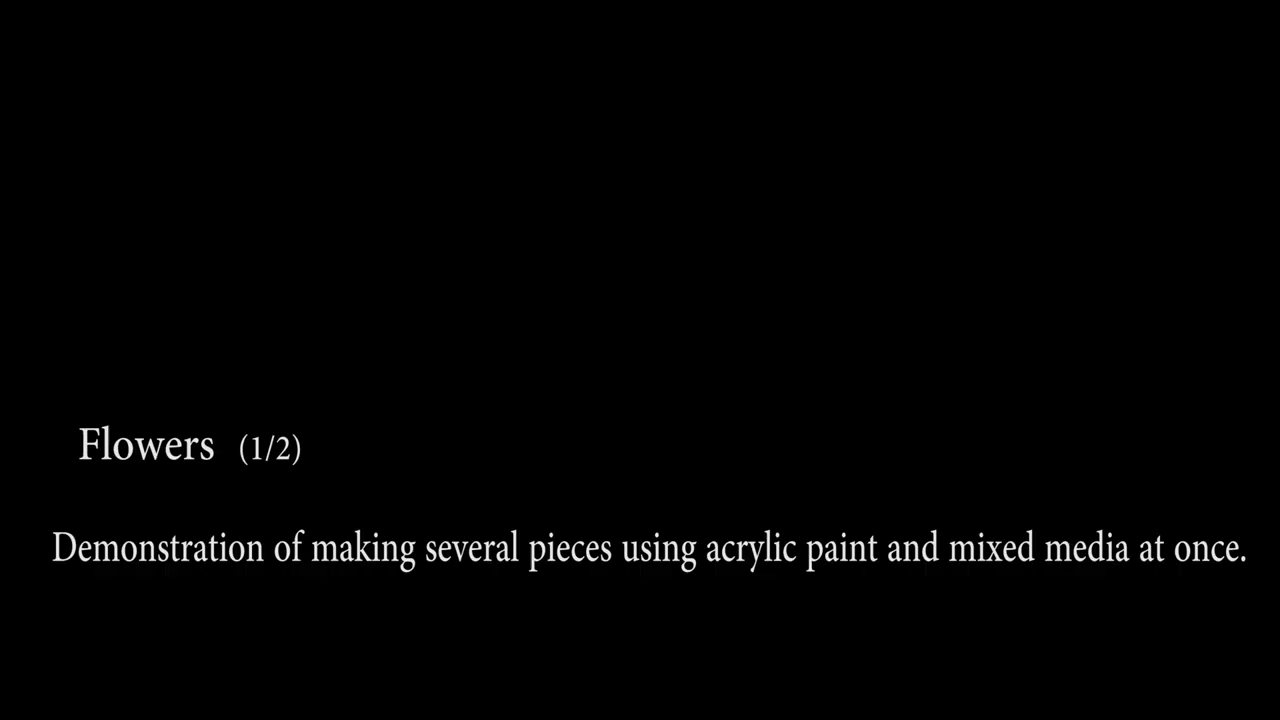 Flowers (1/2)
Demonstration of making several pieces using acrylic paint and mixed media at once.